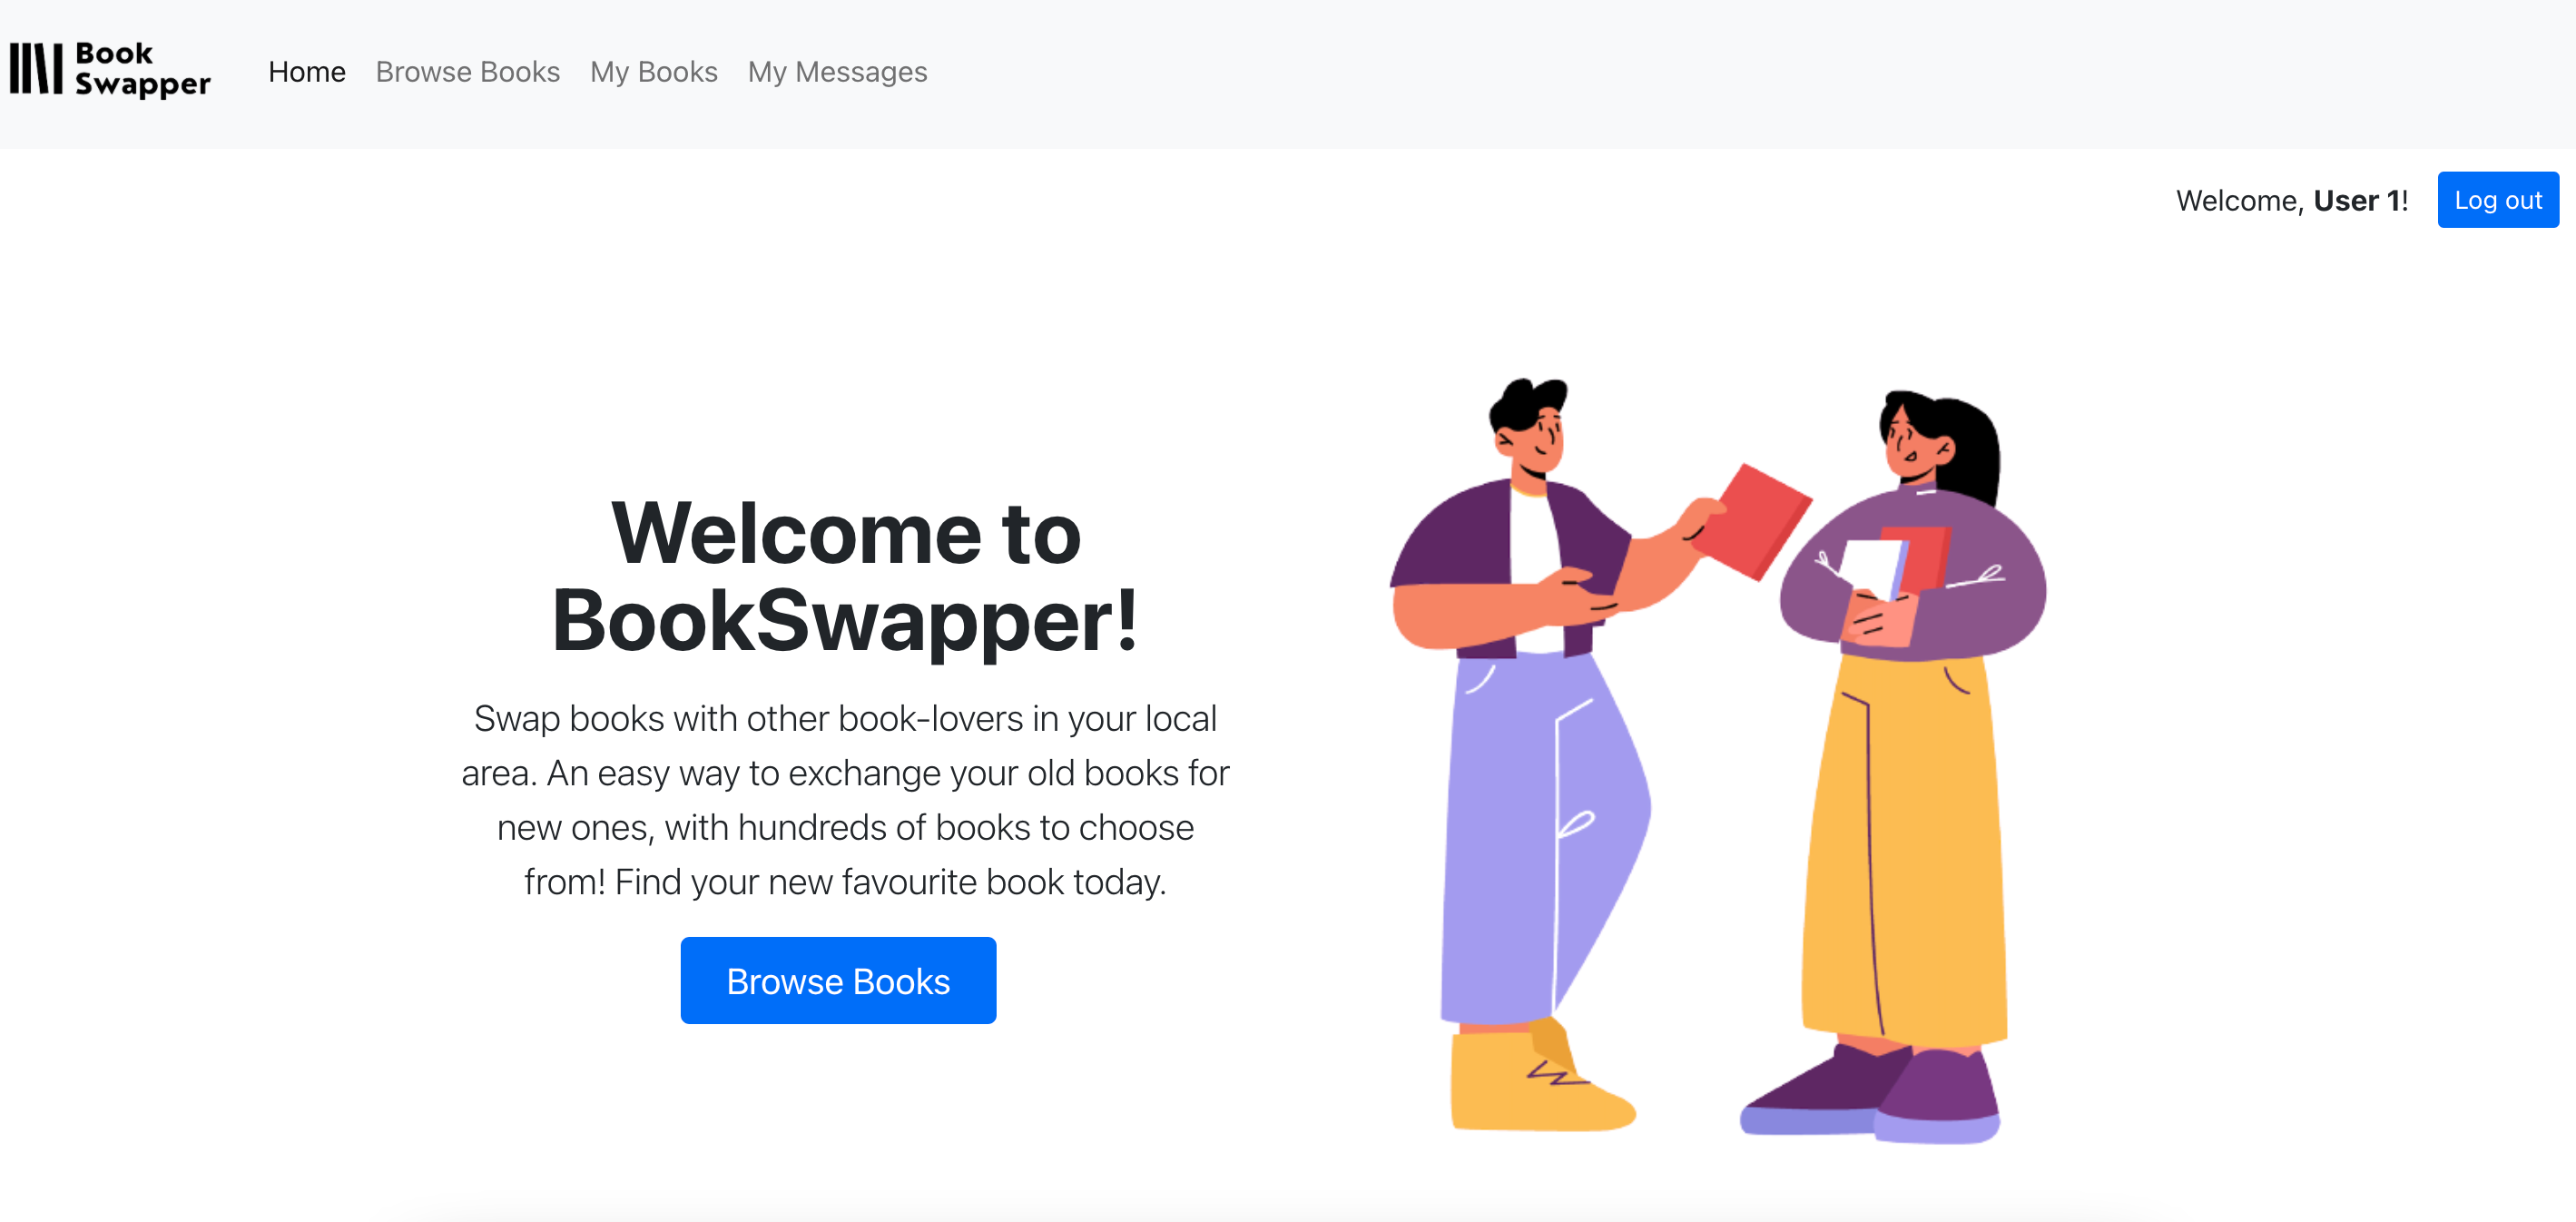 Book
Swapper
Home Browse Books My Books My Messages
Welcome, User 1! Log out
Welcome to
BookSwapper!
Swap books with other book-lovers in your local
area. An easy way to exchange your old books for
new ones, with hundreds of books to choose
from! Find your new favourite book today.
Browse Books